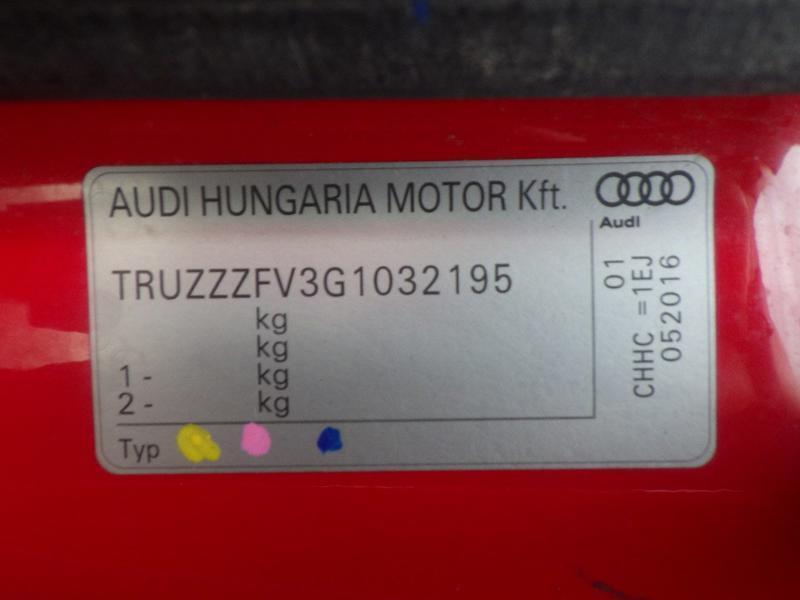 AUDI HUNGARIA MOTOR Kft.
Audi
TRUZZZFV3G1032195
kg
kg
1 - kg
2 - kg
Typ
01
CHHC =1EJ
052016